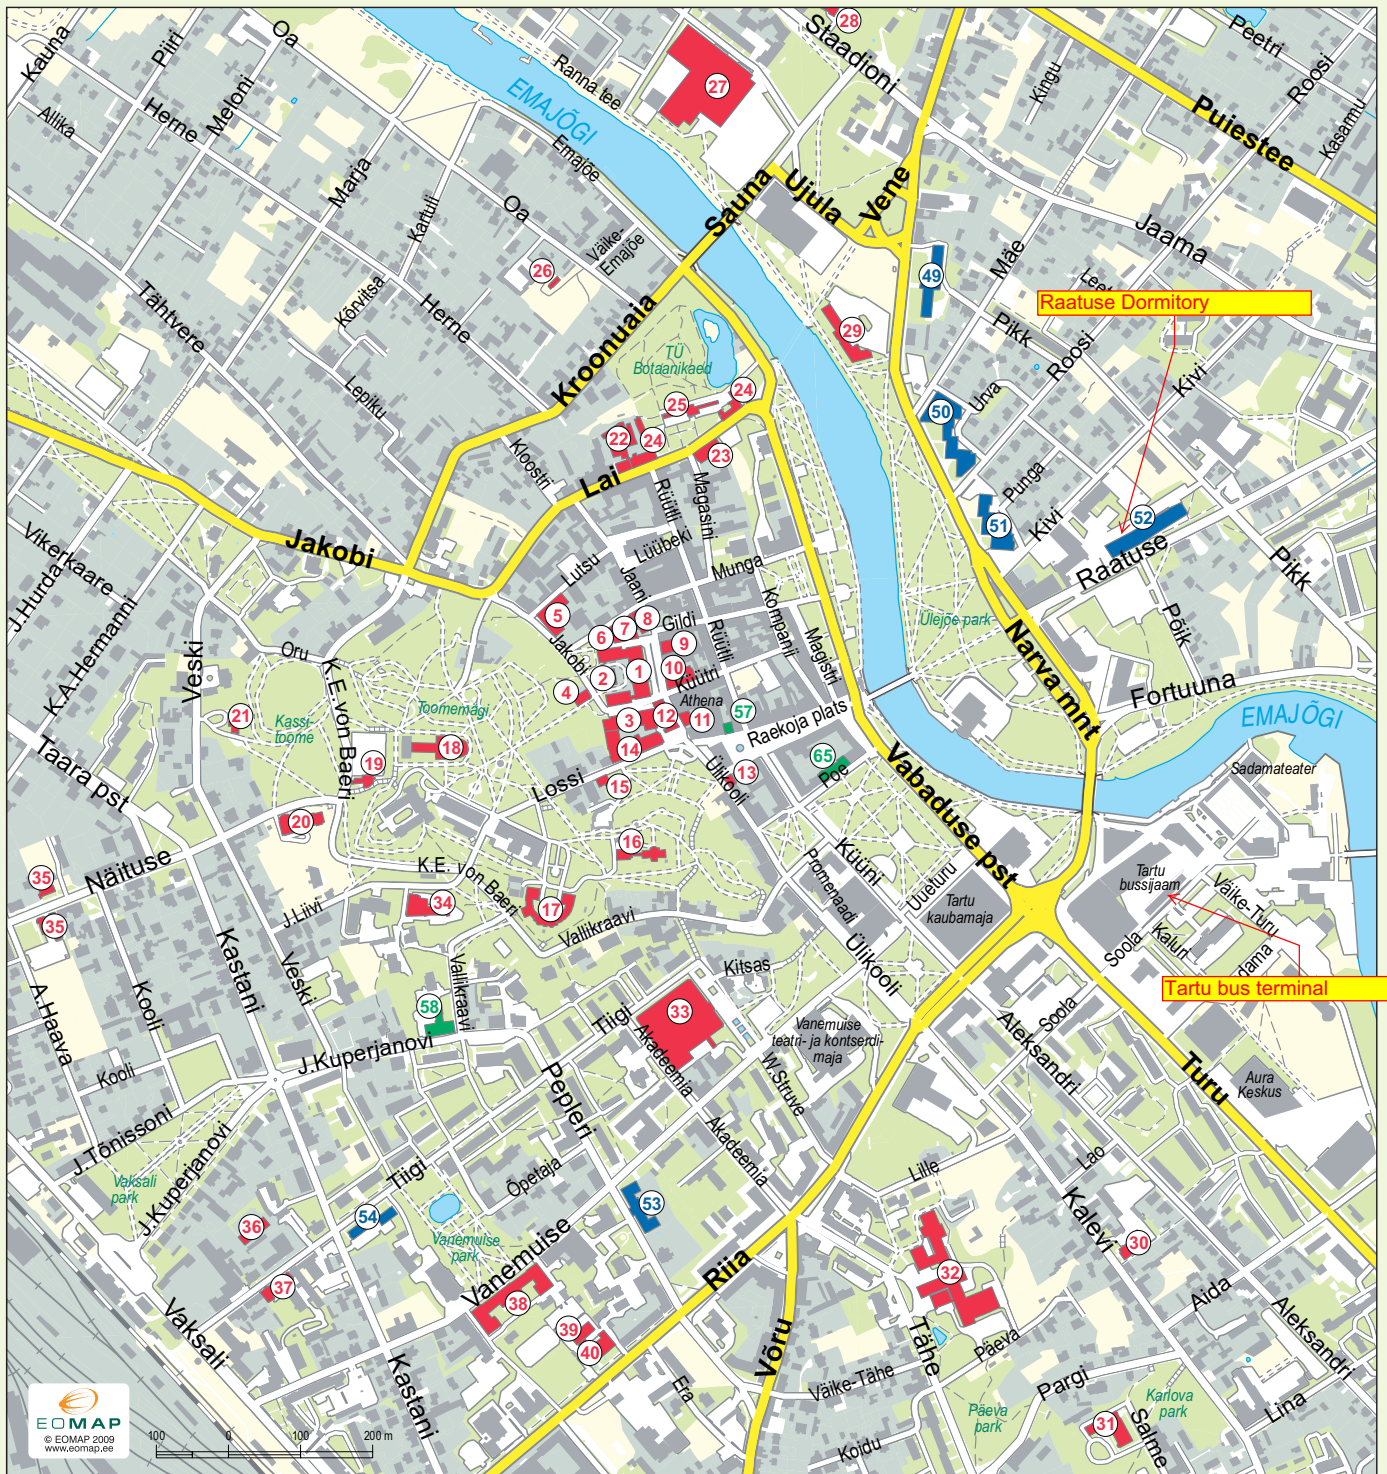 Kauna
Piiri
Oa
Meloni
Allika
Herne
Marja
Kartuli
Ranna tee
EMAJÕGI
Emajõe
Oa
Väike-
Emajõe
26
27
28
Staadioni
Kingu
Peetri
Roosi
Kasarmu
Puiestee
Sauna
Ujula
Vene
Jaama
Mäe
49
Raatuse Dormitory
Pikk
Roosi
Kivi
Tähtvere
Kõrvitsa
Herne
Lepiku
Kroonuaia
TÜ
Botaanikaed
29
24
25
22
24
23
50
Urva
Kloostri
Lai
Rüütli
Magasini
Punga
51
Kivi
52
Raatuse
Pikk
Jakobi
Vikerkaare
J.Hurda
K.A.Hermanni
Lutsu
Lüübeki
Jaani
Munga
Kompanii
Magistri
Põik
Ülejõe park
Narva mnt
Fortuuna
EMAJÕGI
5
8
7
6
Gildi
9
Rüütli
Jakobi
1
10
2
4
Küütri
Athena
Veski
Oru
K.E.von Baeri
Toomemägi
Kassi-
toome
21
3
12
11
57
Raekoja plats
14
18
19
65
Poe
13
15
Ülikooli
Lossi
Taara pst
Vabaduse pst
Sadamateater
20
16
Näituse
35
35
K.E. von Baeri
J.Liivi
34
17
Vallikraavi
Promenaadi
Küüni
Uueturu
Tartu
kaubamaja
Tartu
bussijaam
Väike-Turu
Kaluri
Soola
Tartu bus terminal
A.Haava
Kooli
Kastani
Veski
Vallikraavi
58
Kitsas
Ülikooli
Tiigi
33
Akadeemia
Vanemuise
teatri- ja kontserdi-
maja
W.Struve
Soola
Aleksandri
Turu
Aura
Keskus
Kooli
J.Kuperjanovi
J.Tõnissoni
Pepleri
Akadeemia
Lille
Lao
Kalevi
Vaksali
park
J.Kuperjanovi
Tiigi
Õpetaja
53
54
36
Vanemuise
park
Vanemuise
Riia
30
32
37
38
39
40
Vaksali
Kastani
Era
Võru
Tähe
Päeva
Väike-Tähe
Pargi
Aida
Aleksandri
Lina
Karlova
park
Päeva
park
31
Salme
Koidu
EOMAP
© EOMAP 2009
www.eomap.ee
100 0 100 200 m